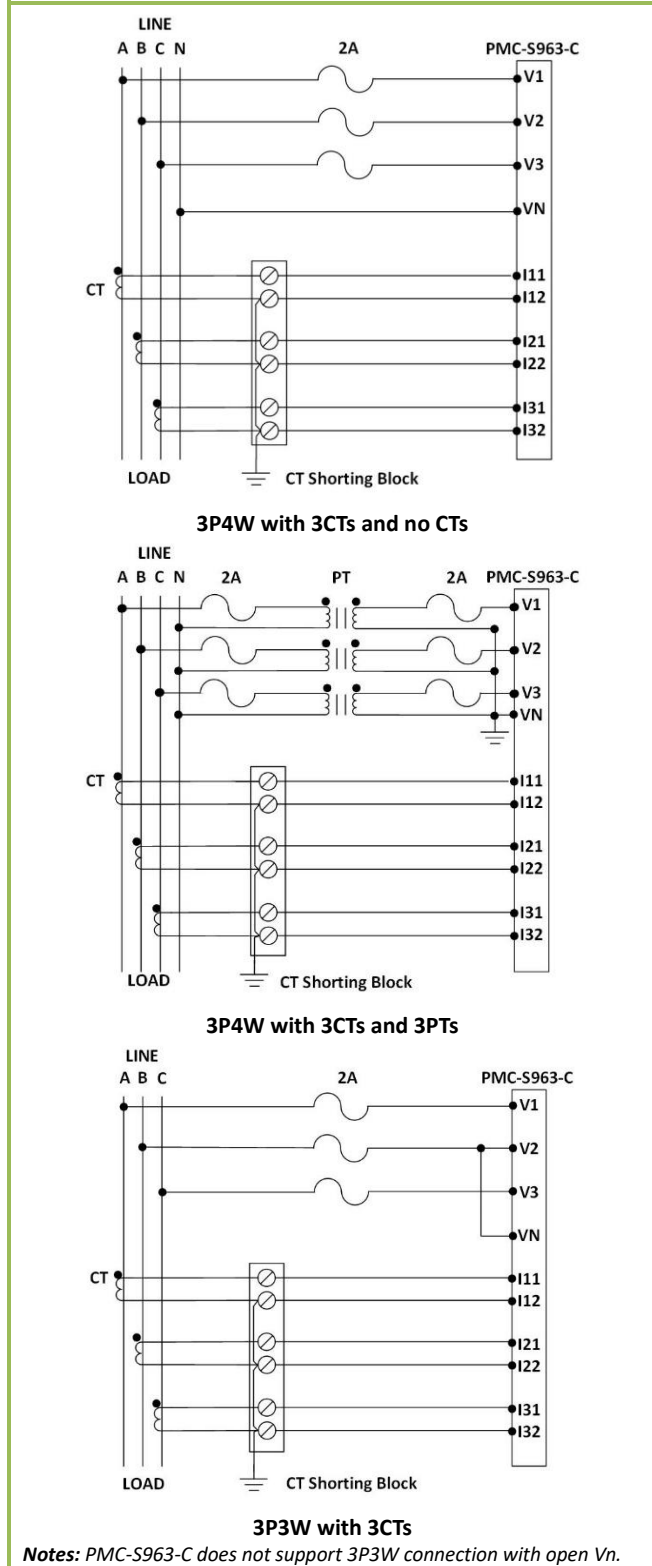 LINE
A B C N 2A PMC-S963-C
V1
V2
V3
VN
I11
CT
I12
I21
I22
I31
I32
LOAD CT Shorting Block
3P4W with 3CTs and no CTs
LINE
A B C N 2A PT 2A PMC-S963-C
V1
V2
V3
VN
CT I11
I12
I21
I22
I31
I32
LOAD CT Shorting Block
3P4W with 3CTs and 3PTs
LINE
A B C 2A PMC-S963-C
V1
V2
V3
VN
CT I11
I12
I21
I22
I31
I32
LOAD CT Shorting Block
3P3W with 3CTs
Notes: PMC-S963-C does not support 3P3W connection with open Vn.